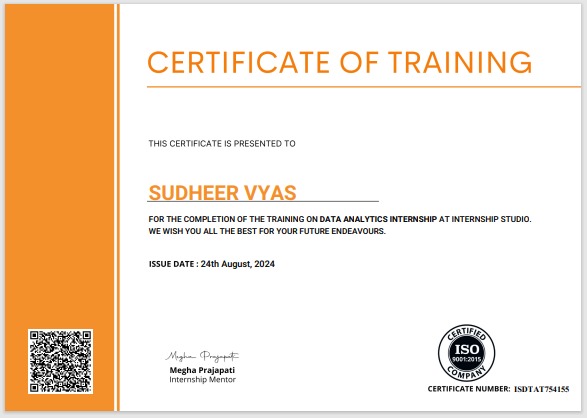 CERTIFICATE OF TRAINING
THIS CERTIFICATE IS PRESENTED TO
SUDHEER VYAS
FOR THE COMPLETION OF THE TRAINING ON DATA ANALYTICS INTERNSHIP AT INTERNSHIP STUDIO.
WE WISH YOU ALL THE BEST FOR YOUR FUTURE ENDEAVOURS.
ISSUE DATE : 24th August, 2024
Megha Prajapati
Megha Prajapati
Internship Mentor
CERTIFIED
ISO
9001:2015
COMPANY
CERTIFICATE NUMBER: ISDTAT754155